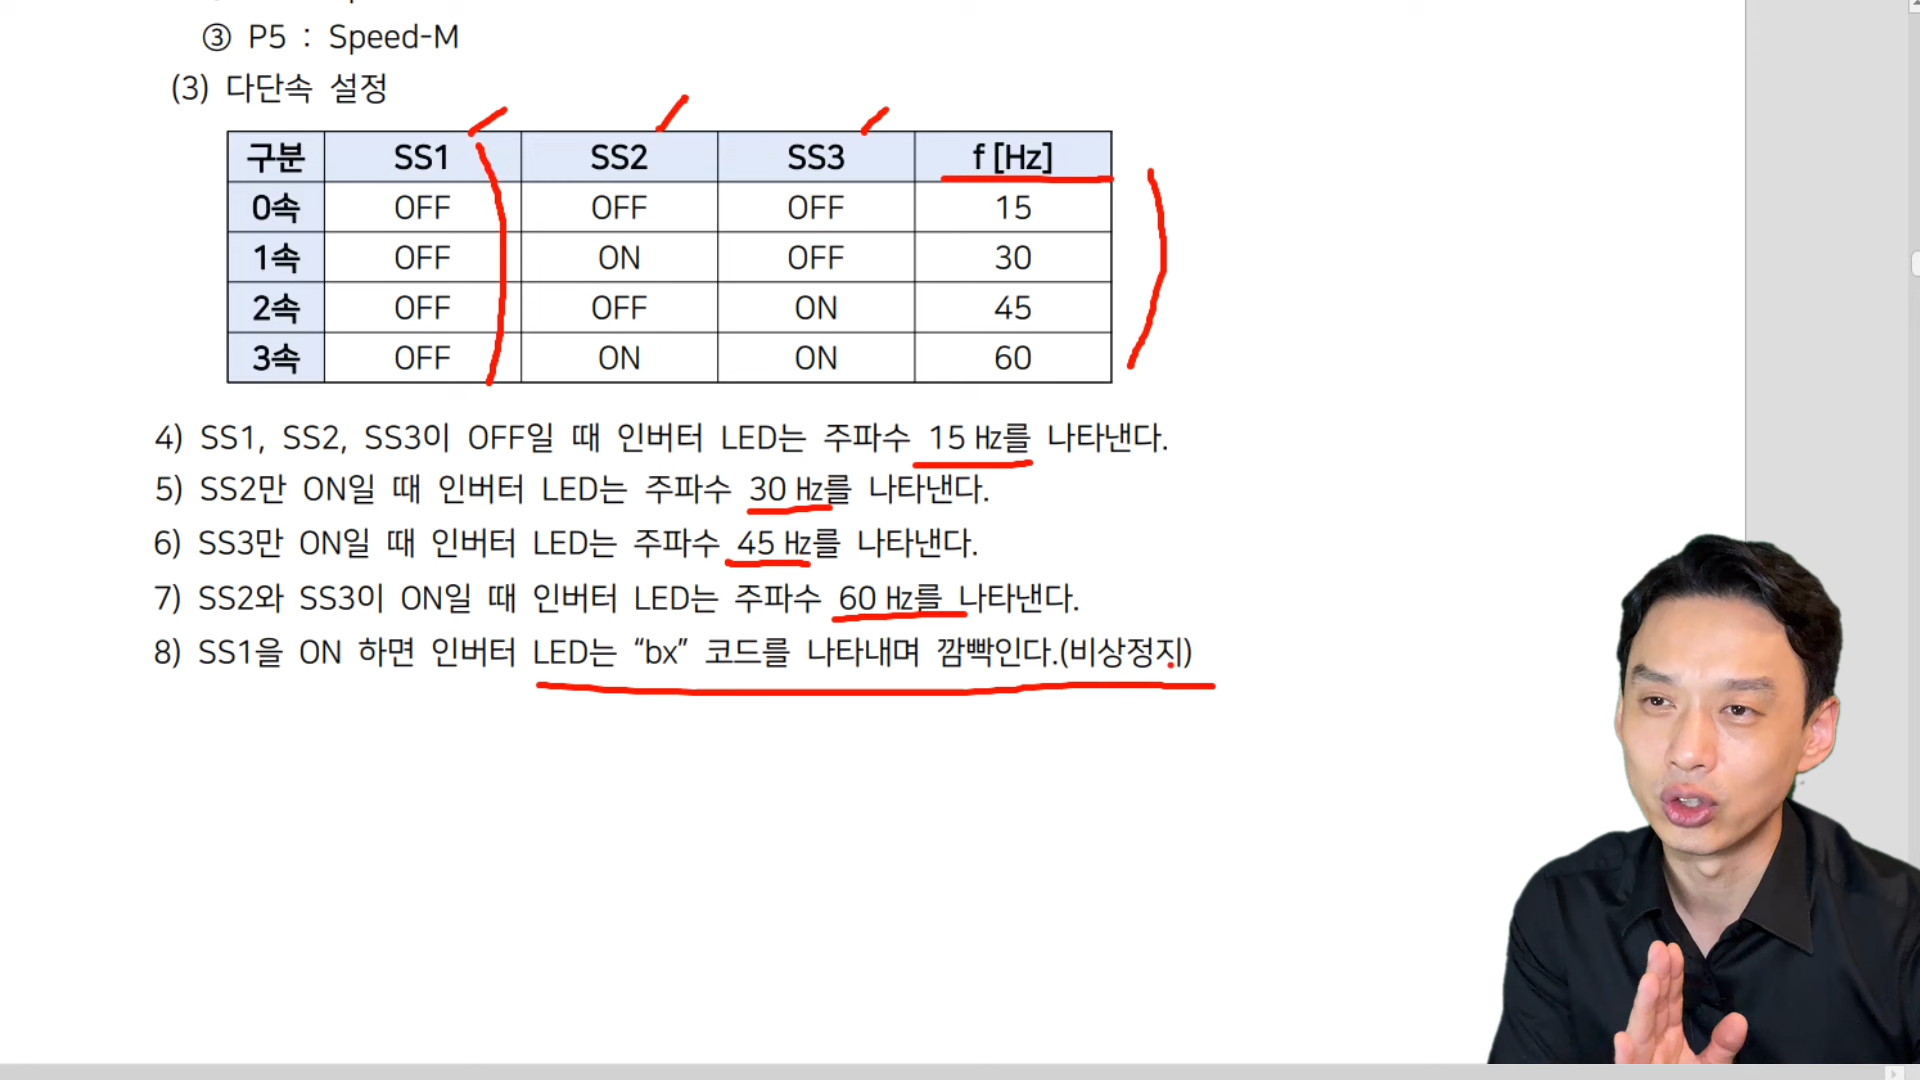 ③ P5 : Speed-M
(3) 다단속 설정
구분 SS1 SS2 SS3 f [Hz]
0속 OFF OFF OFF 15
1속 OFF ON OFF 30
2속 OFF OFF ON 45
3속 OFF ON ON 60
4) SS1, SS2, SS3이 OFF일 때 인버터 LED는 주파수 15 Hz를 나타낸다.
5) SS2만 ON일 때 인버터 LED는 주파수 30 Hz를 나타낸다.
6) SS3만 ON일 때 인버터 LED는 주파수 45 Hz를 나타낸다.
7) SS2와 SS3이 ON일 때 인버터 LED는 주파수 60 Hz를 나타낸다.
8) SS1을 ON 하면 인버터 LED는 “bx” 코드를 나타내며 깜빡인다.(비상정지)